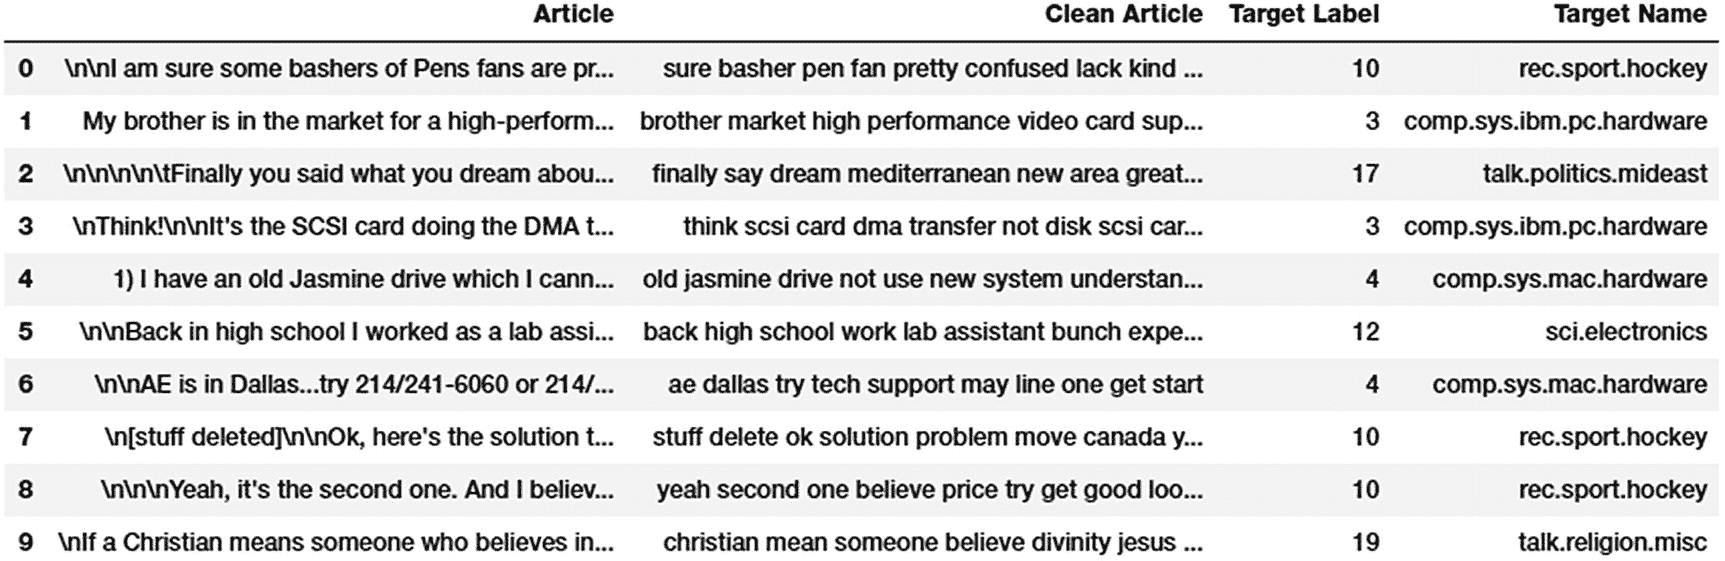 Article Clean Article Target Label Target Name
0 \n\nI am sure some bashers of Pens fans are pr... sure basher pen fan pretty confused lack kind ... 10 rec.sport.hockey
1 My brother is in the market for a high-perform... brother market high performance video card sup... 3 comp.sys.ibm.pc.hardware
2 \n\n\n\n\tFinally you said what you dream abou... finally say dream mediterranean new area great... 17 talk.politics.mideast
3 \nThink!\n\nIt's the SCSI card doing the DMA t... think scsi card dma transfer not disk scsi car... 3 comp.sys.ibm.pc.hardware
4 1) I have an old Jasmine drive which I cann... old jasmine drive not use new system understan... 4 comp.sys.mac.hardware
5 \n\nBack in high school I worked as a lab assi... back high school work lab assistant bunch expe... 12 sci.electronics
6 \n\nAE is in Dallas...try 214/241-6060 or 214/... ae dallas try tech support may line one get start 4 comp.sys.mac.hardware
7 \n[stuff deleted]\n\nOk, here's the solution t... stuff delete ok solution problem move canada y... 10 rec.sport.hockey
8 \n\n\nYeah, it's the second one. And I believ... yeah second one believe price try get good loo... 10 rec.sport.hockey
9 \nIf a Christian means someone who believes in... christian mean someone believe divinity jesus ... 19 talk.religion.misc